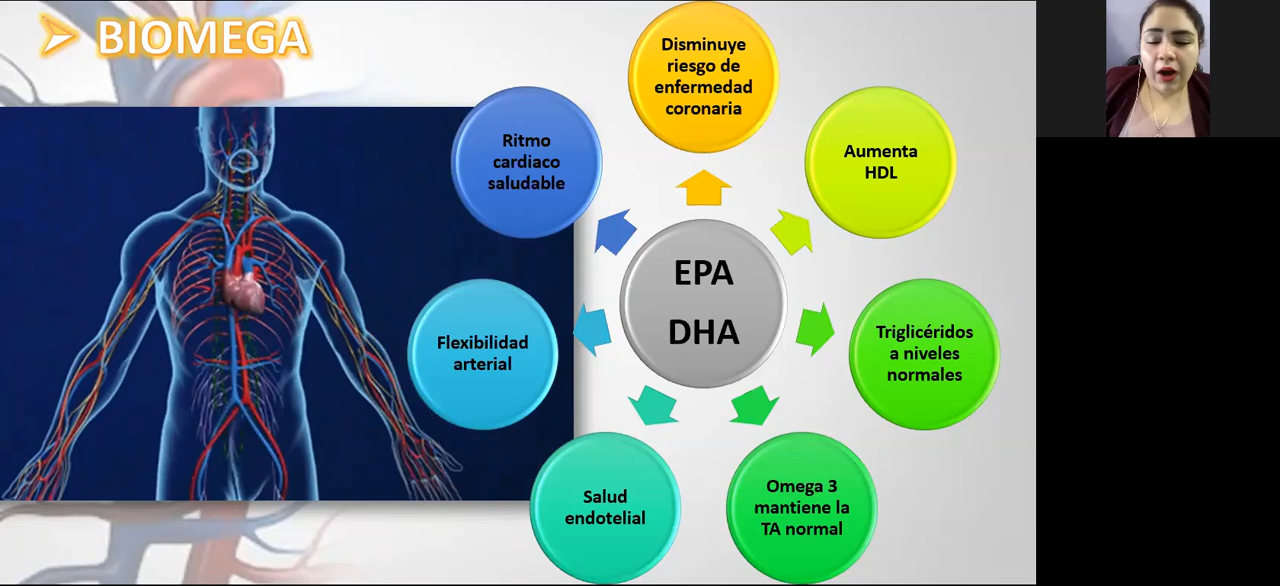 BIOMEGA
Disminuye
riesgo de
enfermedad
coronaria
Aumenta
HDL
Triglicéridos
a niveles
normales
Omega 3
mantiene la
TA normal
Salud
endotelial
Flexibilidad
arterial
Ritmo
cardiaco
saludable
EPA
DHA